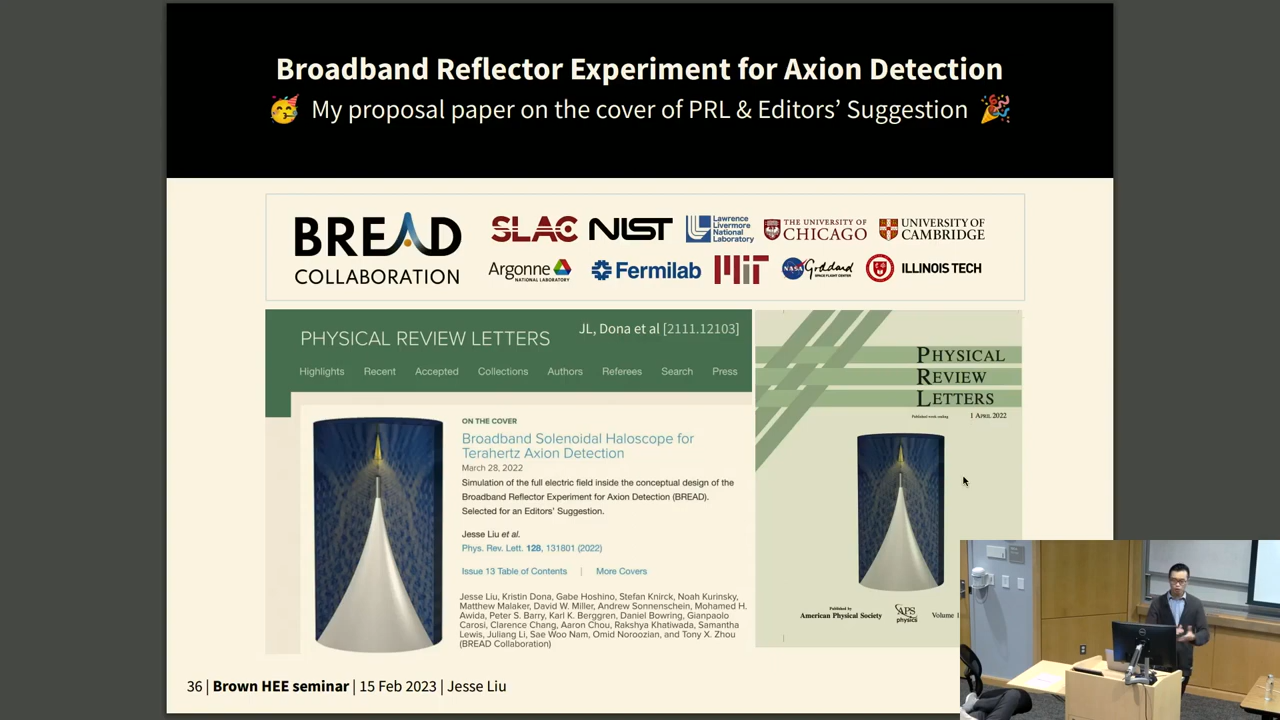 Broadband Reflector Experiment for Axion Detection
My proposal paper on the cover of PRL & Editors’ Suggestion
BREAD
COLLABORATION
SLAC NIST Lawrence Livermore National Laboratory THE UNIVERSITY OF CHICAGO UNIVERSITY OF CAMBRIDGE
Argonne NATIONAL LABORATORY Fermilab MIT NASA Goddard SPACE FLIGHT CENTER ILLINOIS TECH
PHYSICAL REVIEW LETTERS
JL, Dona et al [2111.12103]
Highlights Recent Accepted Collections Authors Referees Search Press
ON THE COVER
Broadband Solenoidal Haloscope for
Terahertz Axion Detection
March 28, 2022
Simulation of the full electric field inside the conceptual design of the
Broadband Reflector Experiment for Axion Detection (BREAD).
Selected for an Editors’ Suggestion.
Jesse Liu et al.
Phys. Rev. Lett. 128, 131801 (2022)
Issue 13 Table of Contents | More Covers
Jesse Liu, Kristin Dona, Gabe Hoshino, Stefan Knirck, Noah Kurinsky,
Matthew Malaker, David W. Miller, Andrew Sonnenschein, Mohamed H.
Awida, Peter S. Barry, Karl K. Berggren, Daniel Bowring, Gianpaolo
Carosi, Clarence Chang, Aaron Chou, Rakshya Khatiwada, Samantha
Lewis, Juliang Li, Sae Woo Nam, Omid Noroozian, and Tony X. Zhou
(BREAD Collaboration)
PHYSICAL
REVIEW
LETTERS
Published week ending 1 APRIL 2022
Published by
American Physical Society
APS
physics
Volume 1
36 | Brown HEE seminar | 15 Feb 2023 | Jesse Liu